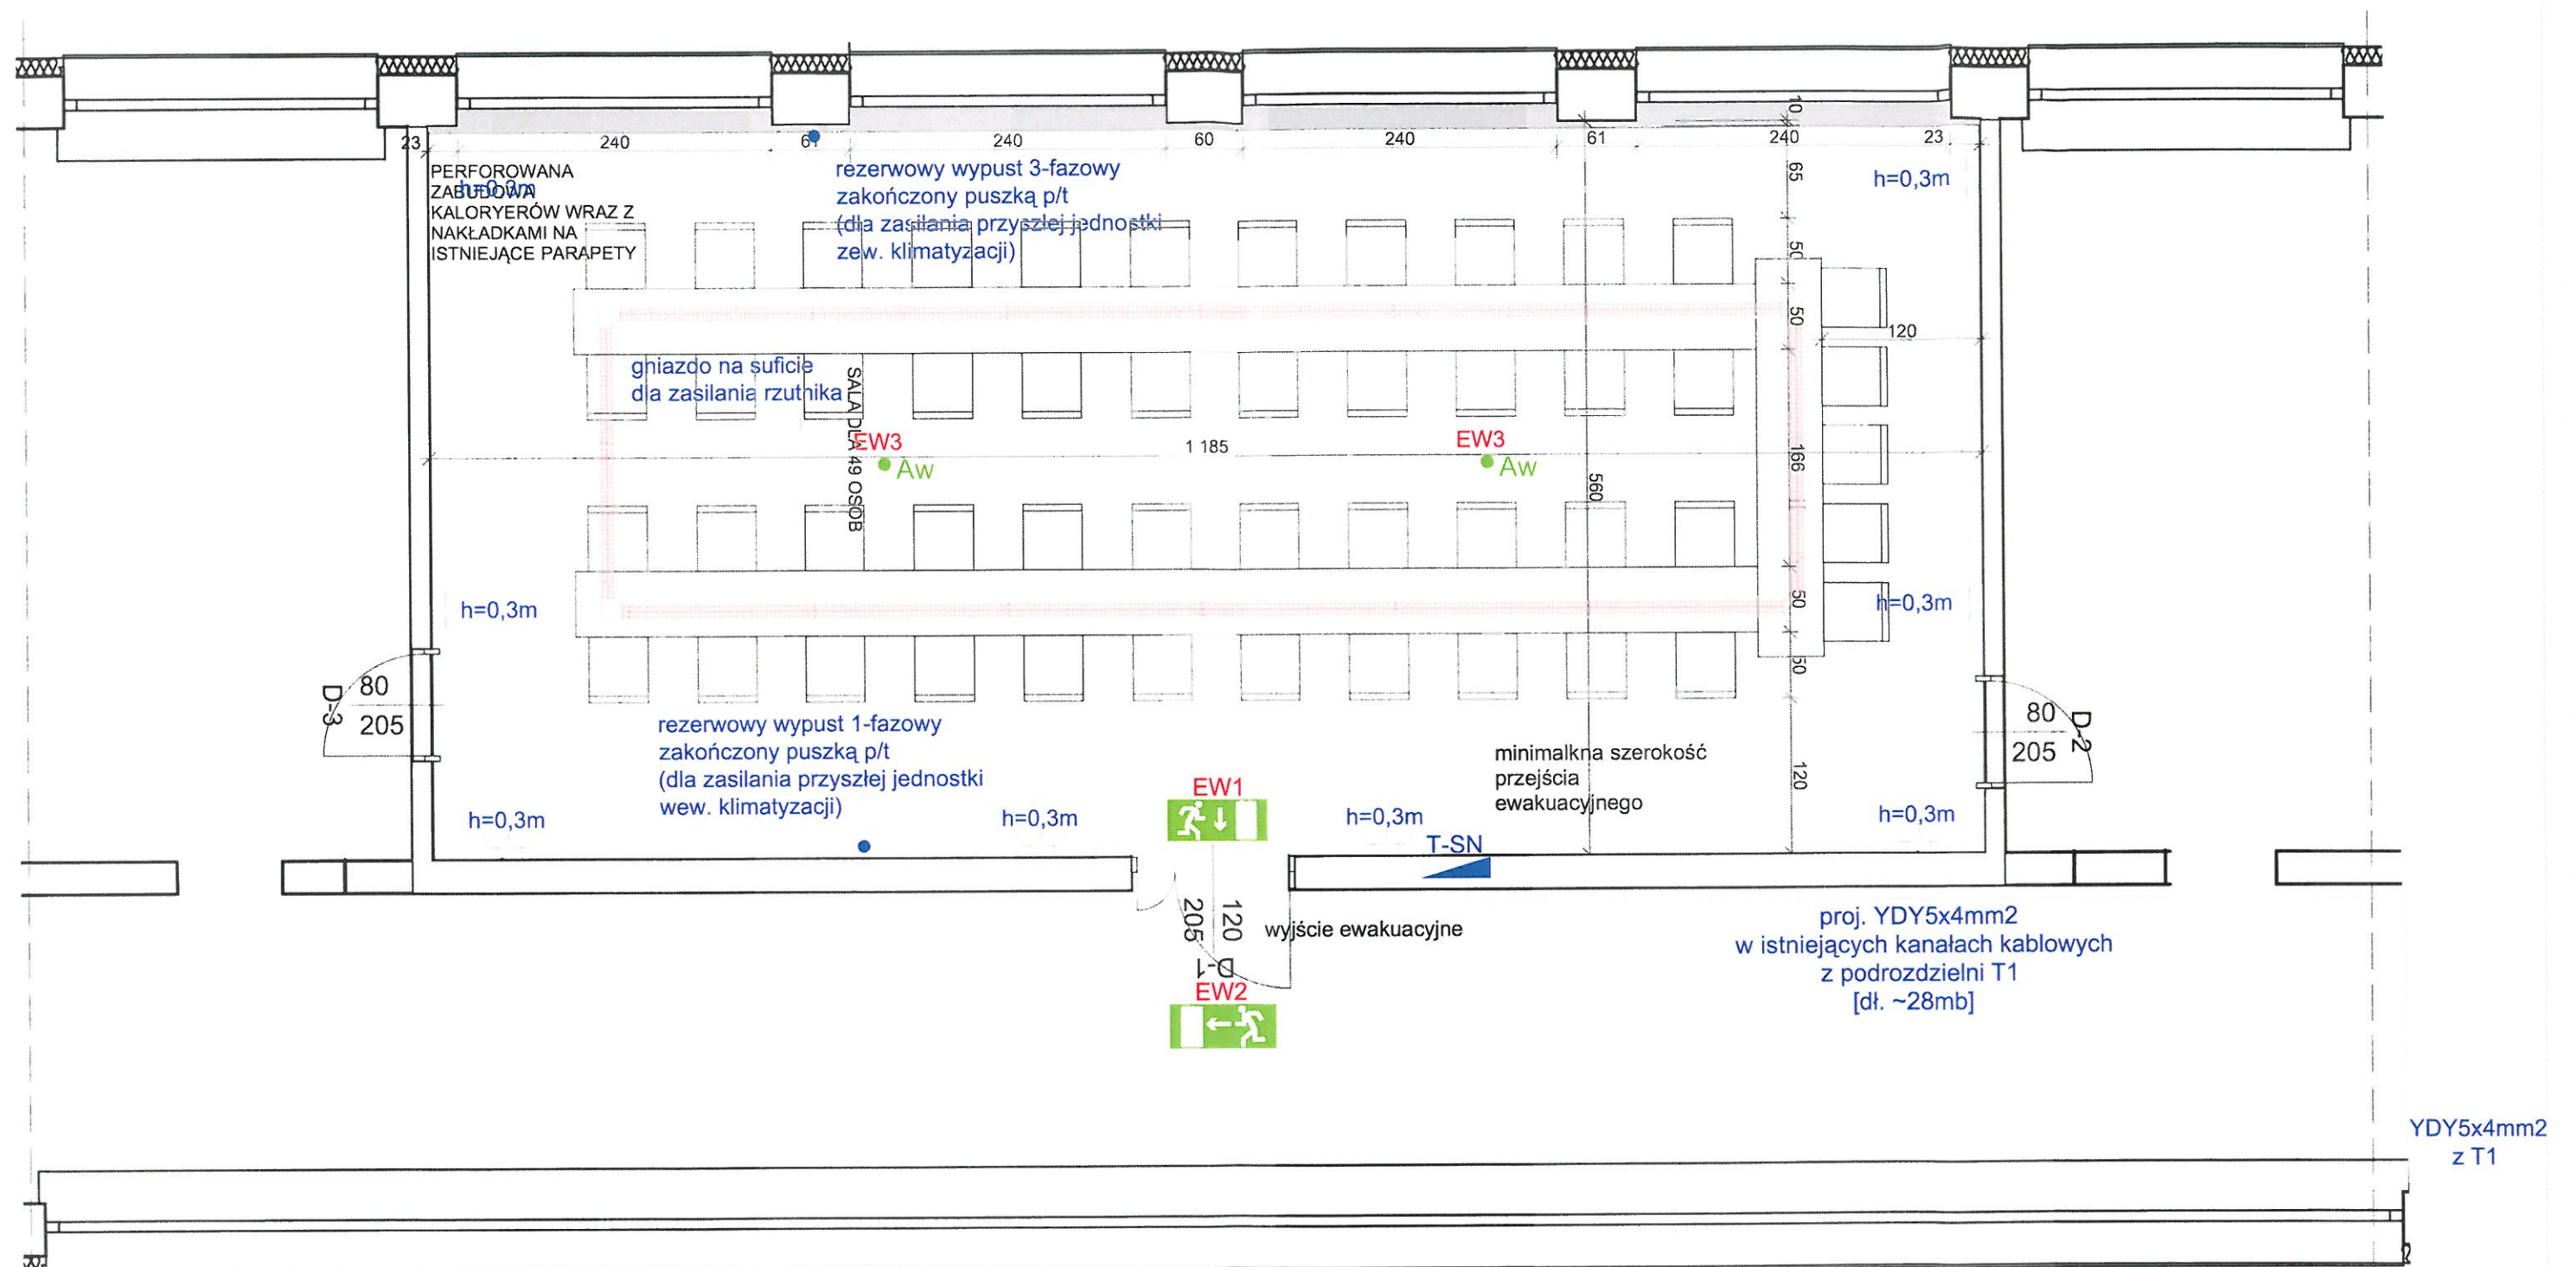 10
23
240
61
240
60
240
61
240
23
PERFOROWANA
ZABUDOWA
KALORYERÓW WRAZ Z
NAKŁADKAMI NA
ISTNIEJĄCE PARAPETY
h=0,3m
rezerwowy wypust 3-fazowy
zakończony puszką p/t
(dla zasilania przyszłej jednostki
zew. klimatyzacji)
h=0,3m
65
50
50
120
gniazdo na suficie
dla zasilania rzutnika
SALA DLA 49 OSÓB
EW3
Aw
1 185
EW3
Aw
166
560
h=0,3m
50
h=0,3m
50
D-3
80
205
80
205
D-2
rezerwowy wypust 1-fazowy
zakończony puszką p/t
(dla zasilania przyszłej jednostki
wew. klimatyzacji)
minimalkna szerokość
przejścia
ewakuacyjnego
120
h=0,3m
h=0,3m
EW1
h=0,3m
h=0,3m
T-SN
120
205
D-1
wyjście ewakuacyjne
EW2
proj. YDY5x4mm2
w istniejących kanałach kablowych
z podrozdzielni T1
[dł. ~28mb]
YDY5x4mm2
z T1